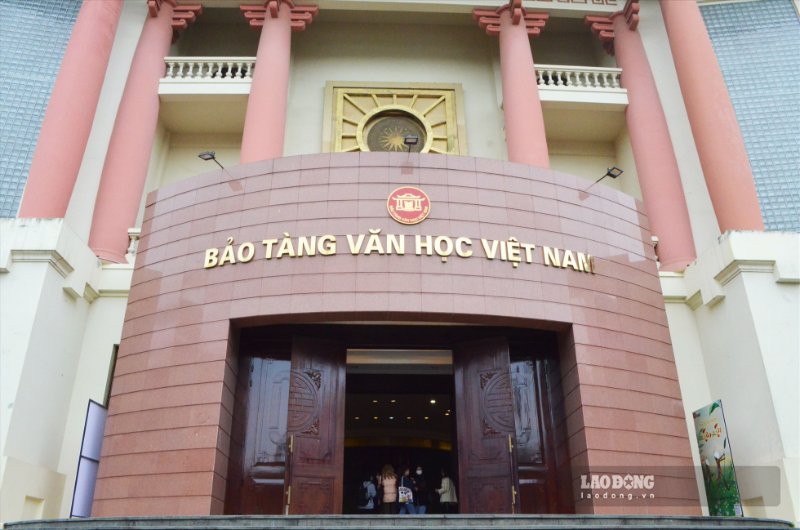 BẢO TÀNG VĂN HỌC VIỆT NAM
LAO ĐỘNG
laodong.vn